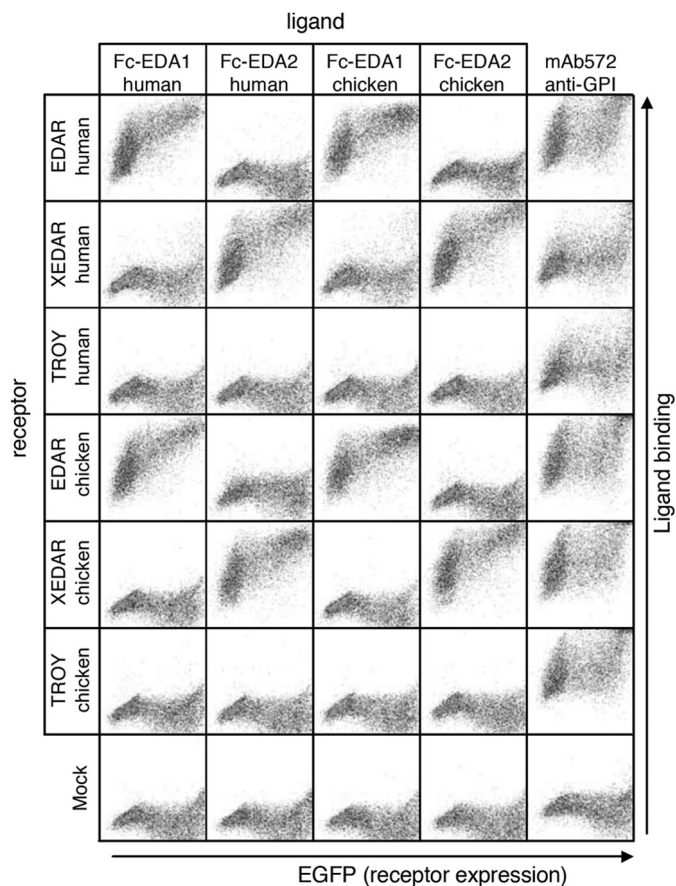 ligand
Fc-EDA1
human
Fc-EDA2
human
Fc-EDA1
chicken
Fc-EDA2
chicken
mAb572
anti-GPI
receptor
EDAR
human
XEDAR
human
TROY
human
EDAR
chicken
XEDAR
chicken
TROY
chicken
Mock
Ligand binding
EGFP (receptor expression)